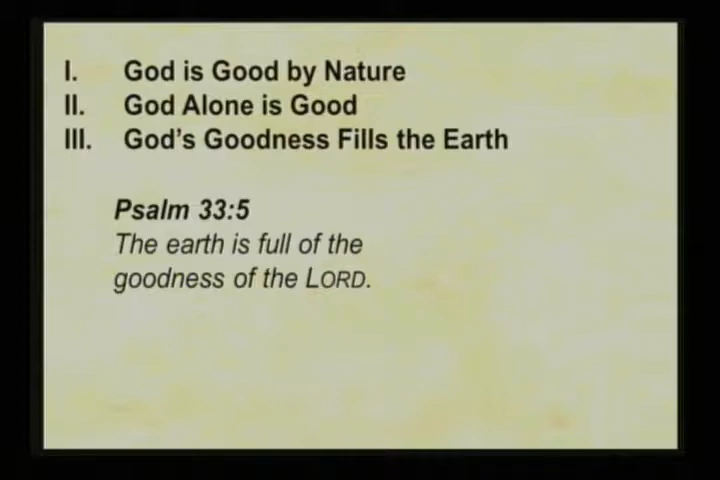 I. God is Good by Nature
II. God Alone is Good
III. God's Goodness Fills the Earth
Psalm 33:5
The earth is full of the
goodness of the LORD.